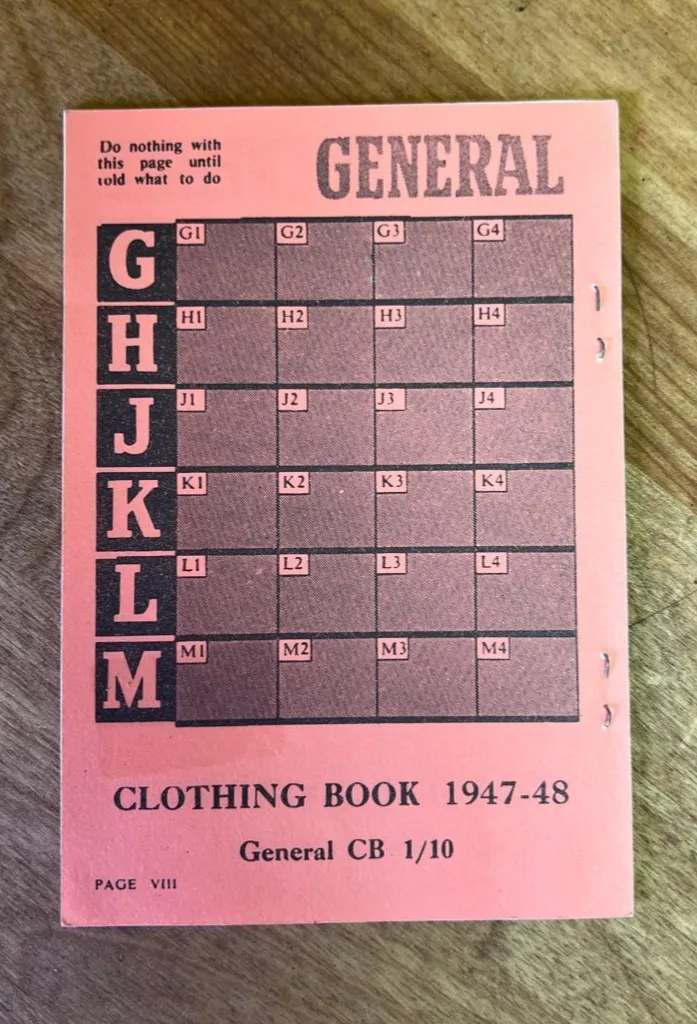 Do nothing with
this page until
told what to do
GENERAL
G G1 G2 G3 G4
H H1 H2 H3 H4
J J1 J2 J3 J4
K K1 K2 K3 K4
L L1 L2 L3 L4
M M1 M2 M3 M4
CLOTHING BOOK 1947-48
General CB 1/10
PAGE VIII